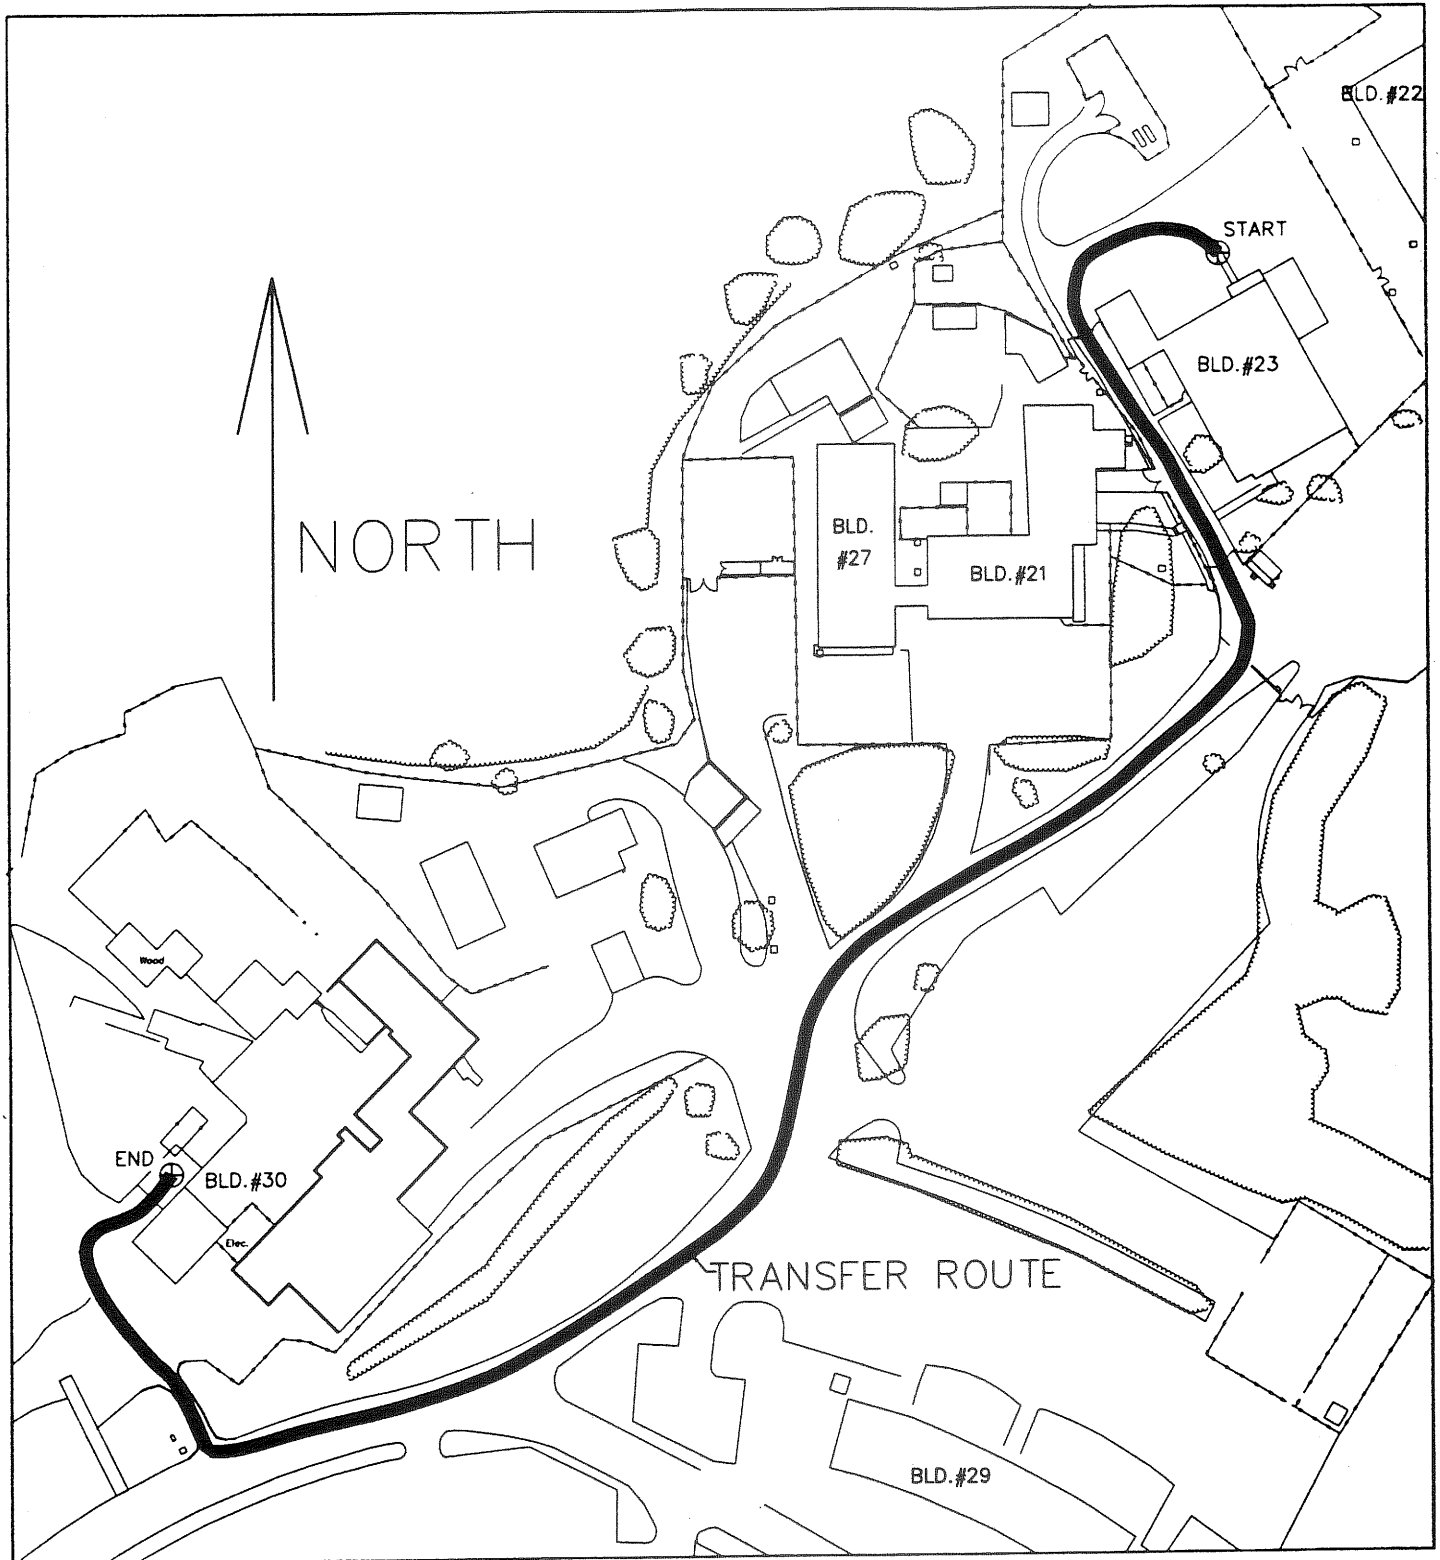 BLD.#22
START
BLD.#23
NORTH
BLD.
#27
BLD.#21
Wood
END
BLD.#30
Elec.
TRANSFER ROUTE
BLD.#29